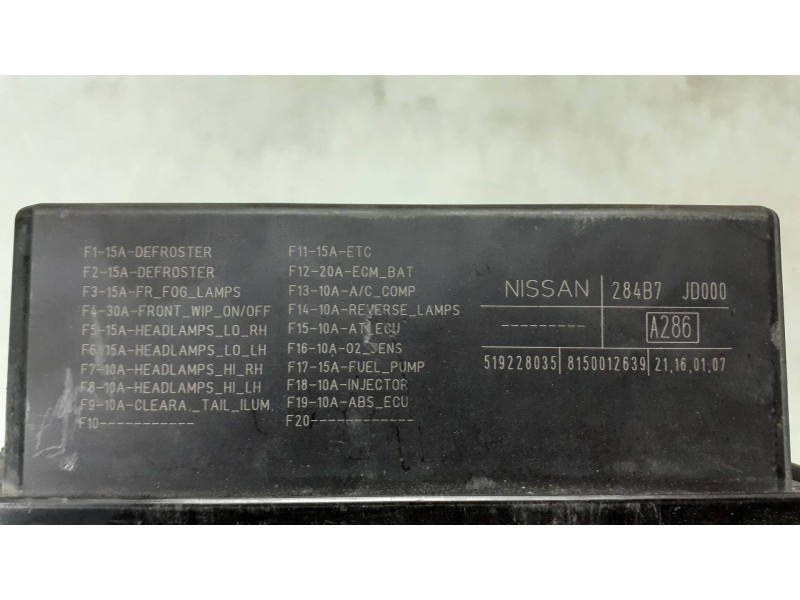 F1-15A-DEFROSTER
F2-15A-DEFROSTER
F3-15A-FR_FOG_LAMPS
F4-30A-FRONT_WIP_ON/OFF
F5-15A-HEADLAMPS_LO_RH
F6-15A-HEADLAMPS_LO_LH
F7-10A-HEADLAMPS_HI_RH
F8-10A-HEADLAMPS_HI_LH
F9-10A-CLEARA._TAIL_ILUM.
F10-----------
F11-15A-ETC
F12-20A-ECM_BAT
F13-10A-A/C_COMP
F14-10A-REVERSE_LAMPS
F15-10A-AT_ECU
F16-10A-O2_SENS
F17-15A-FUEL_PUMP
F18-10A-INJECTOR
F19-10A-ABS_ECU
F20------------
NISSAN 284B7 JD000
--------- A286
519228035 8150012639 21,16,01,07